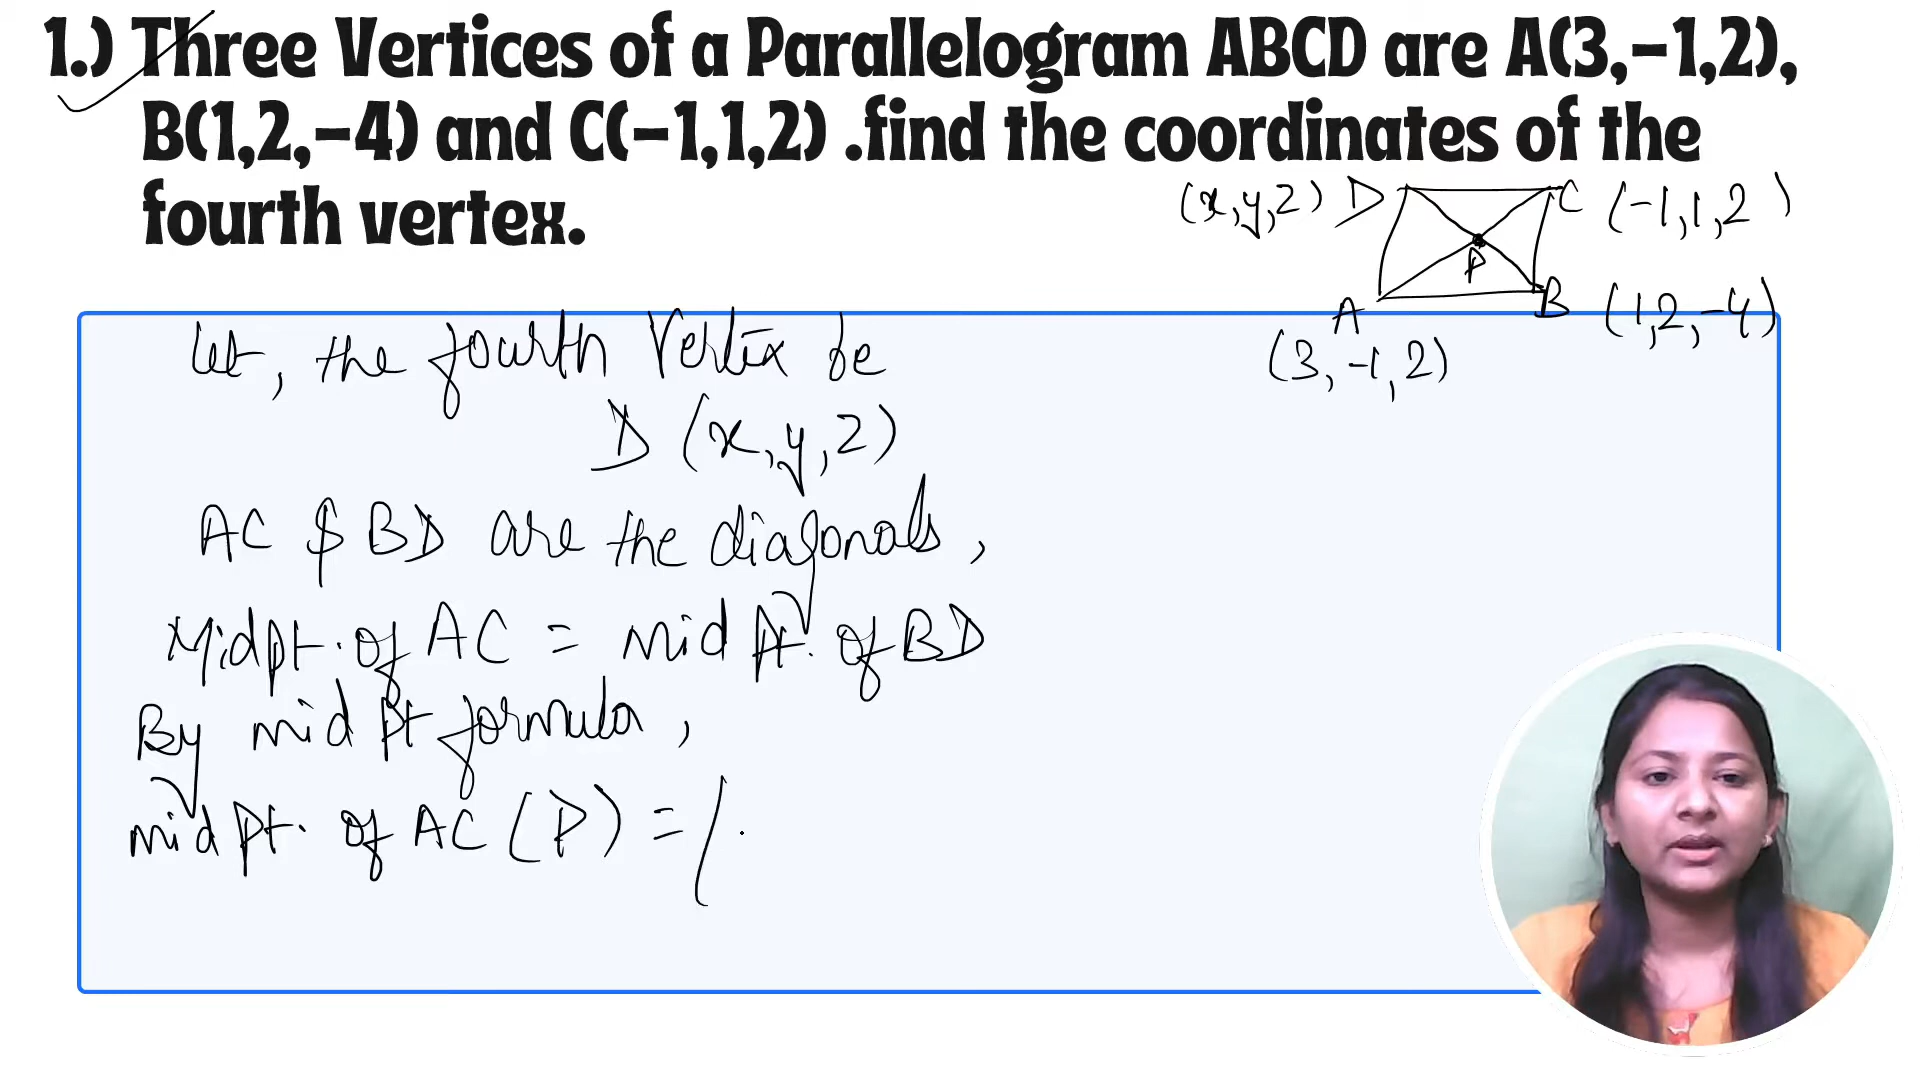 1.) Three Vertices of a Parallelogram ABCD are A(3,–1,2),
B(1,2,–4) and C(–1,1,2) .find the coordinates of the
fourth vertex.
(x,y,z) D
C (-1,1,2)
P
A
B (1,2,-4)
(3,-1,2)
Let, the fourth Vertex be
D (x,y,z)
AC & BD are the diagonals,
Midpt. of AC = mid pt. of BD
By mid pt formula,
mid pt. of AC (P) = (